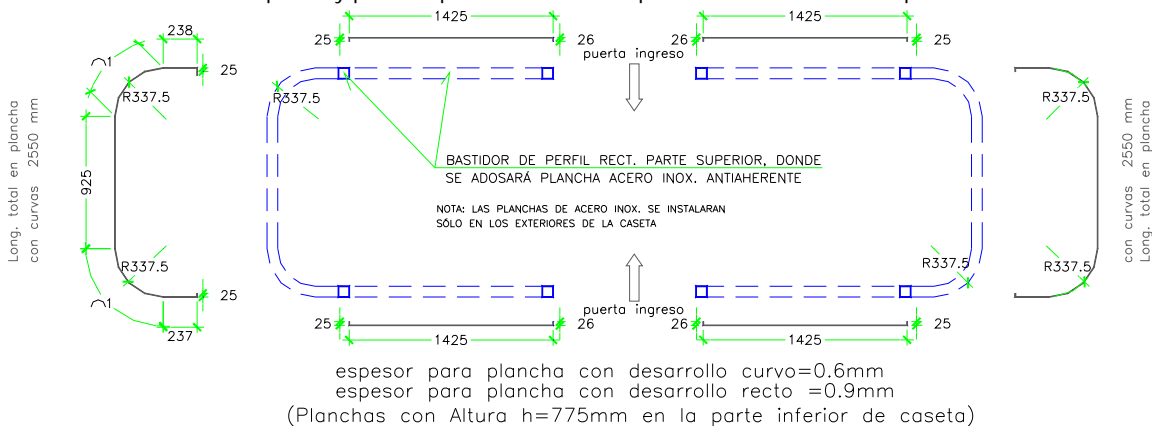 1425
1425
238
25
26
26
25
puerta ingreso
25
R337.5
R337.5
R337.5
Long. total en plancha
con curvas 2550 mm
925
BASTIDOR DE PERFIL RECT. PARTE SUPERIOR, DONDE
SE ADOSARÁ PLANCHA ACERO INOX. ANTIAHERENTE
NOTA: LAS PLANCHAS DE ACERO INOX. SE INSTALARAN
SÓLO EN LOS EXTERIORES DE LA CASETA
con curvas 2550 mm
Long. total en plancha
R337.5
R337.5
R337.5
25
237
puerta ingreso
25
26
26
25
1425
1425
espesor para plancha con desarrollo curvo=0.6mm
espesor para plancha con desarrollo recto =0.9mm
(Planchas con Altura h=775mm en la parte inferior de caseta)